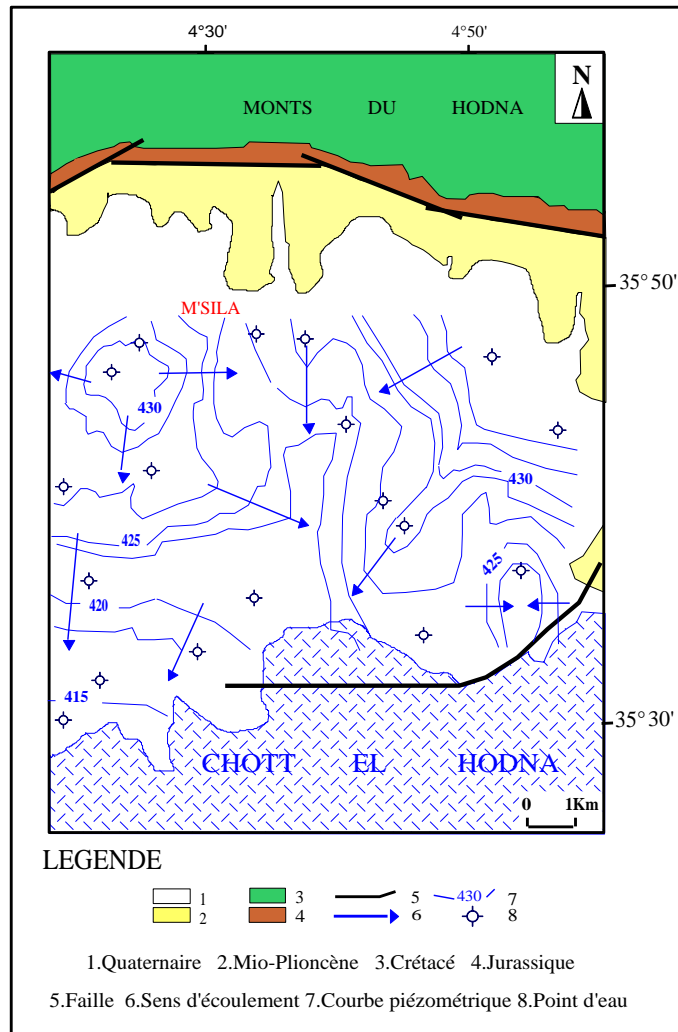 4°30'
4°50'
N
MONTS DU HODNA
35°50'
M'SILA
430
430
425
425
420
415
35°30'
CHOTT EL HODNA
0 1Km
LEGENDE
1 3 5 430 7
2 4 6 8
1.Quaternaire 2.Mio-Plioncène 3.Crétacé 4.Jurassique
5.Faille 6.Sens d'écoulement 7.Courbe piézométrique 8.Point d'eau